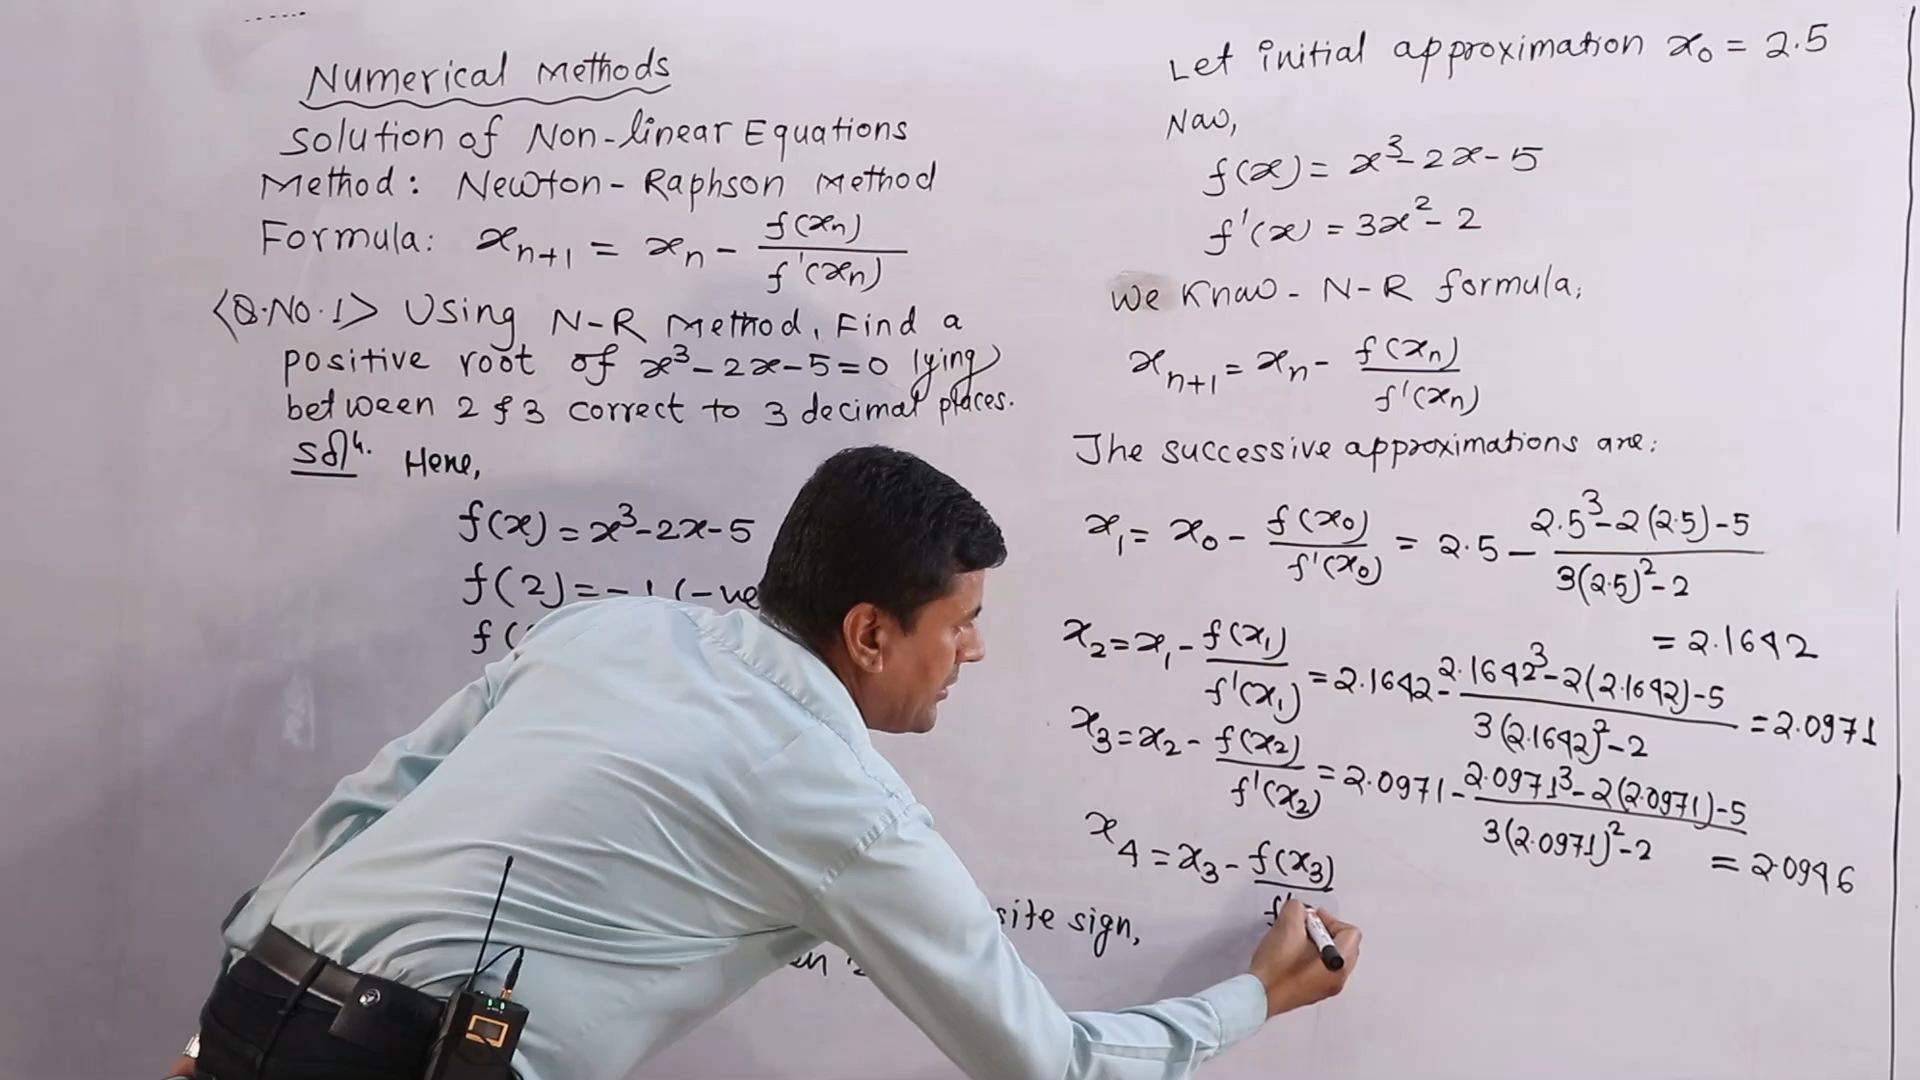 Numerical Methods
Solution of Non-linear Equations
Method: Newton-Raphson Method
Formula: xₙ₊₁ = xₙ - f(xₙ)/f'(xₙ)
<Q.No.1> Using N-R Method, Find a
positive root of x³-2x-5=0 lying
between 2 & 3 correct to 3 decimal places.
Solⁿ. Here,
f(x) = x³-2x-5
f(2) = -1 (-ve
f(
site sign,
Let initial approximation x₀ = 2.5
Now,
f(x) = x³-2x-5
f'(x) = 3x²-2
We Know- N-R formula;
xₙ₊₁ = xₙ - f(xₙ)/f'(xₙ)
The successive approximations are:
x₁ = x₀ - f(x₀)/f'(x₀) = 2.5 - (2.5³-2(2.5)-5)/(3(2.5)²-2)
= 2.1642
x₂ = x₁ - f(x₁)/f'(x₁) = 2.1642 - (2.1642³-2(2.1642)-5)/(3(2.1642)²-2) = 2.0971
x₃ = x₂ - f(x₂)/f'(x₂) = 2.0971 - (2.0971³-2(2.0971)-5)/(3(2.0971)²-2)
= 2.0946
x₄ = x₃ - f(x₃)/f'